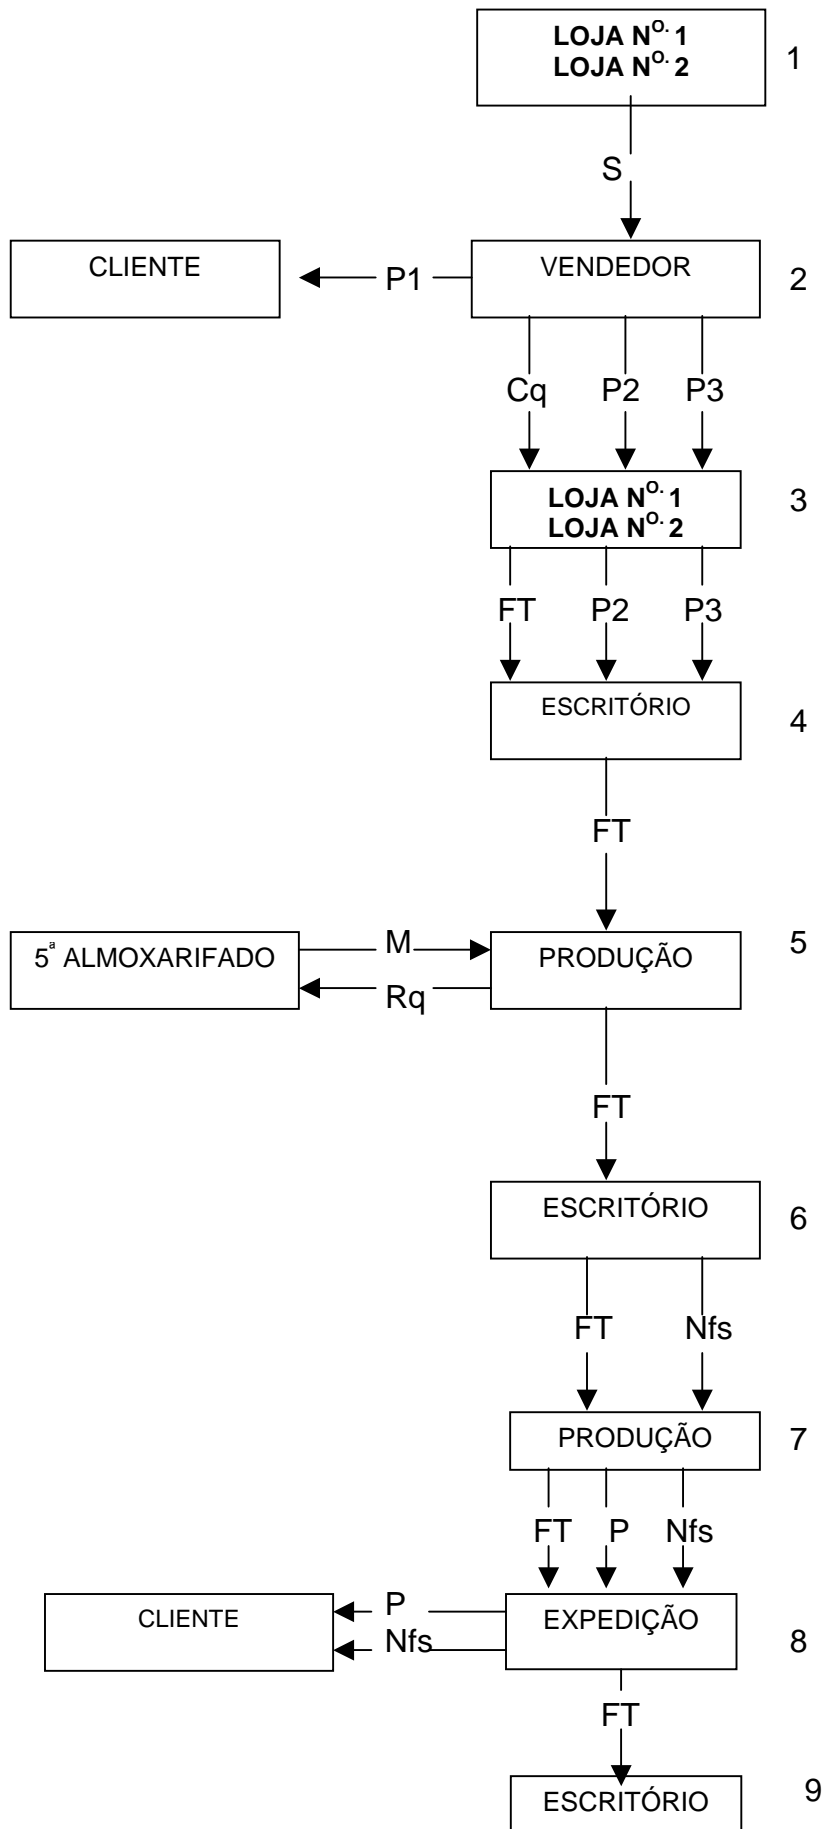 LOJA Nº. 1
LOJA Nº. 2
1
S
CLIENTE
P1
VENDEDOR
2
Cq P2 P3
LOJA Nº. 1
LOJA Nº. 2
3
FT P2 P3
ESCRITÓRIO
4
FT
5ª ALMOXARIFADO
M
Rq
PRODUÇÃO
5
FT
ESCRITÓRIO
6
FT Nfs
PRODUÇÃO
7
FT P Nfs
CLIENTE
P
Nfs
EXPEDIÇÃO
8
FT
ESCRITÓRIO
9